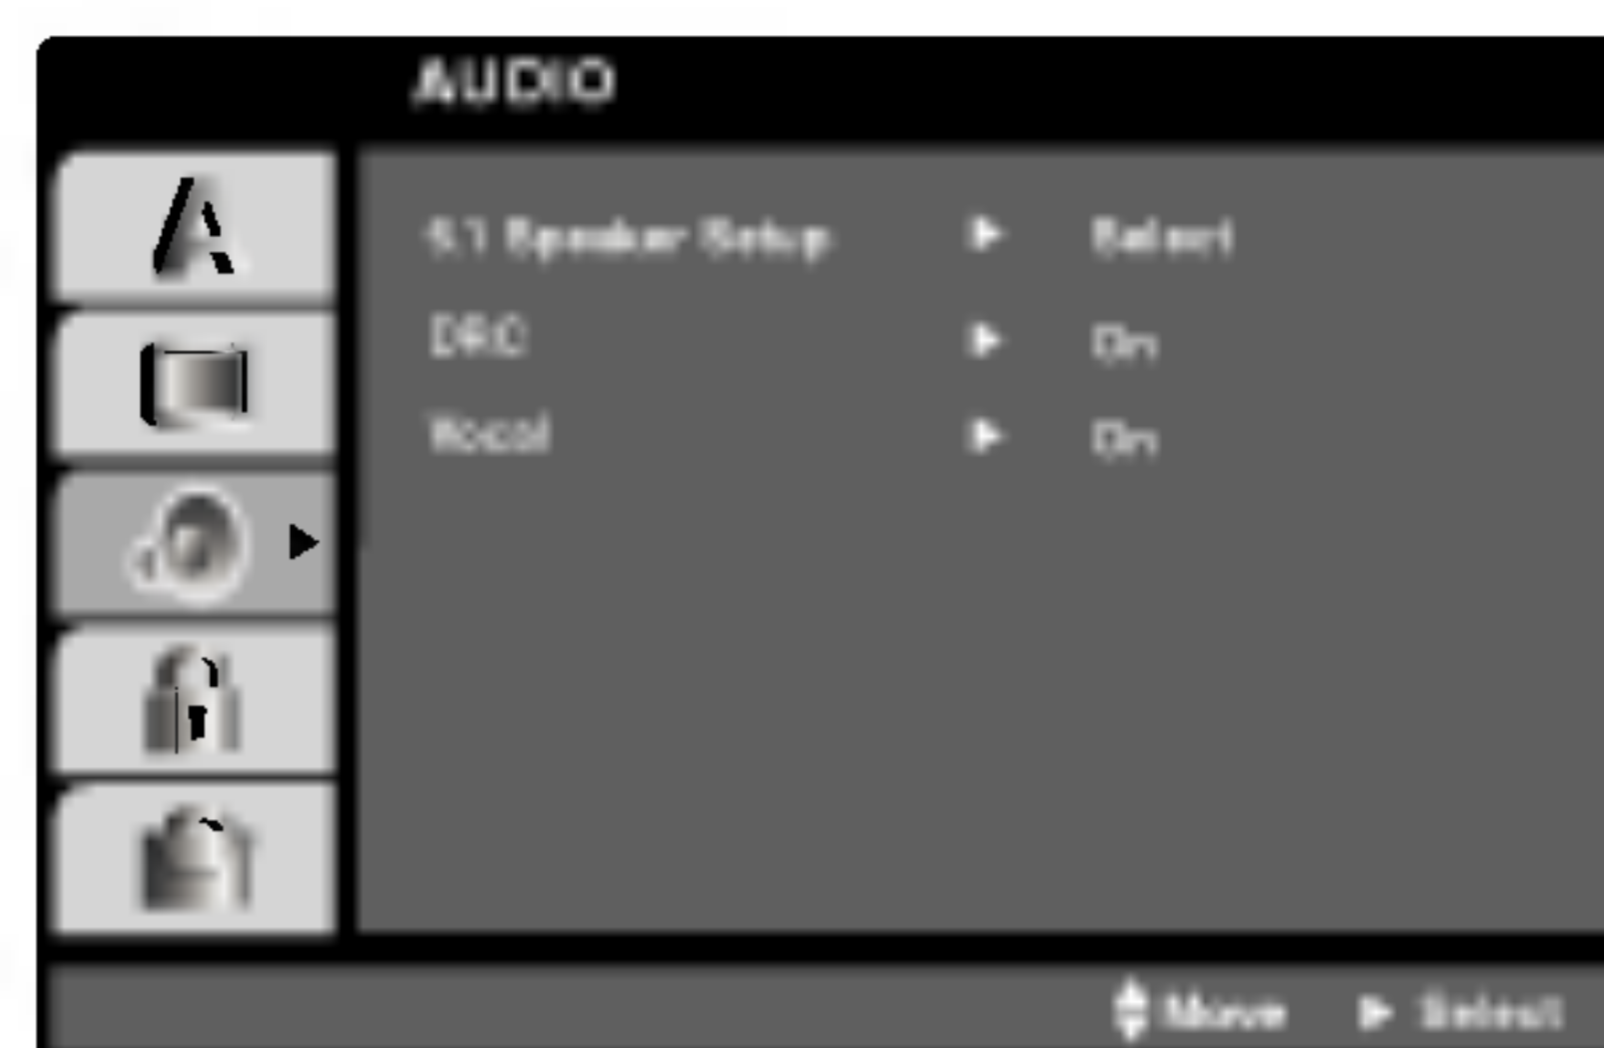 AUDIO
A
5.1 Speaker Setup Select
DRC On
Vocal On
Move Select